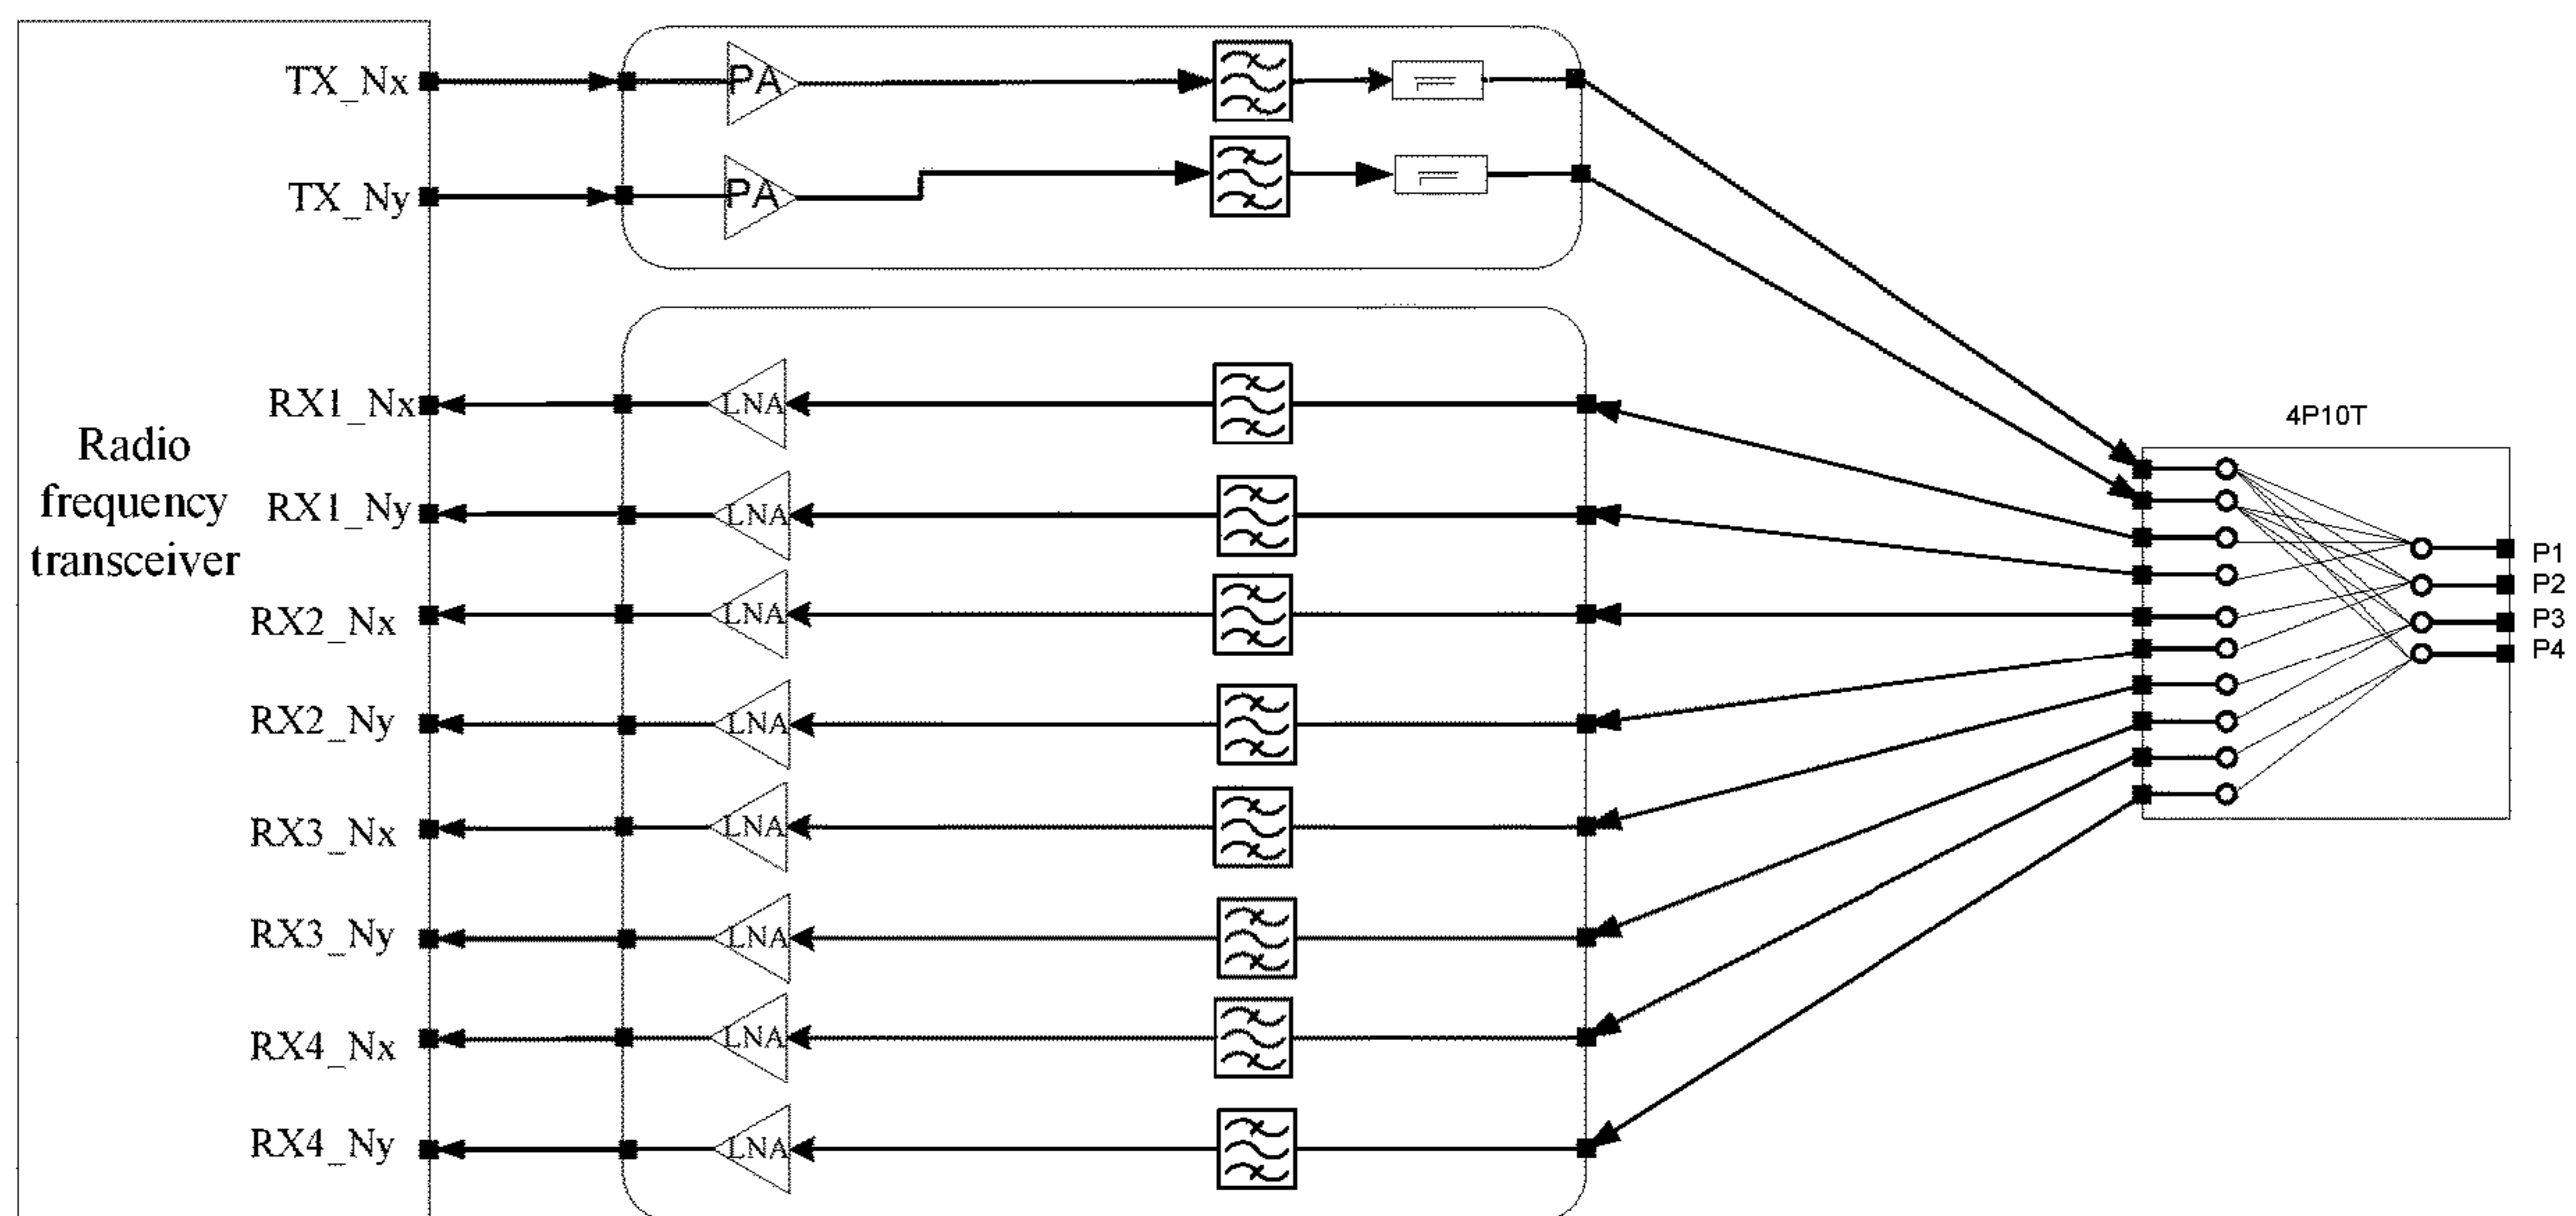 TX_Nx
PA
TX_Ny
PA
RX1_Nx
LNA
4P10T
Radio
frequency
transceiver
RX1_Ny
LNA
P1
P2
P3
P4
RX2_Nx
LNA
RX2_Ny
LNA
RX3_Nx
LNA
RX3_Ny
LNA
RX4_Nx
LNA
RX4_Ny
LNA